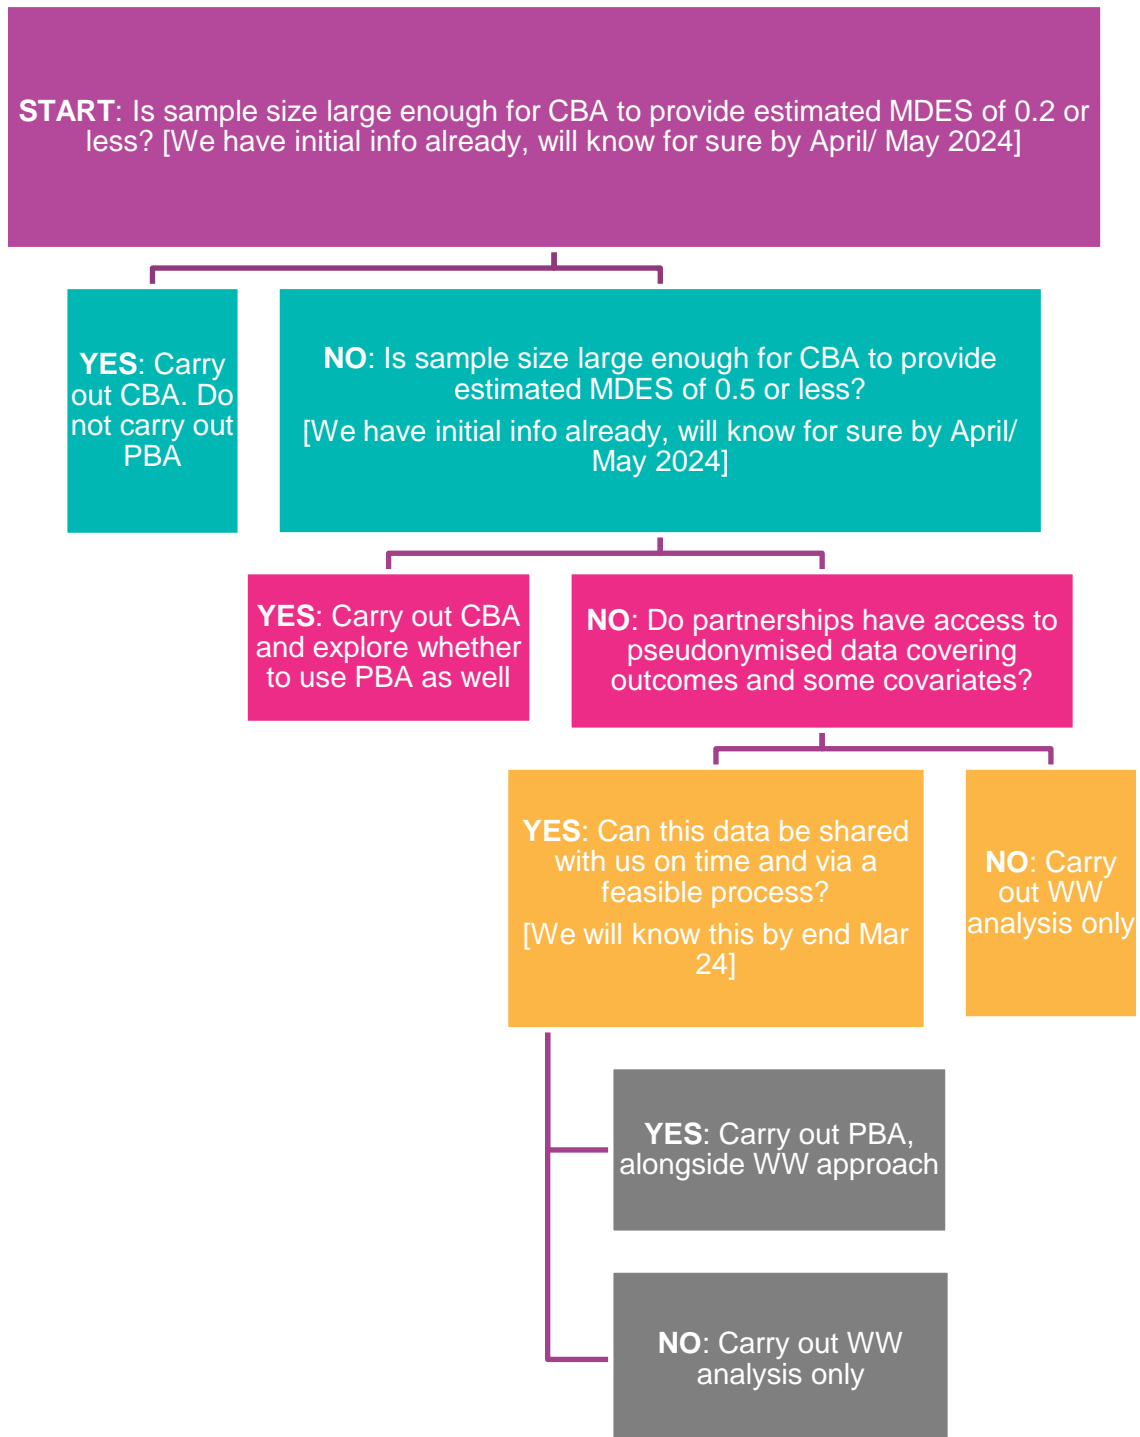 START: Is sample size large enough for CBA to provide estimated MDES of 0.2 or
less? [We have initial info already, will know for sure by April/ May 2024]
YES: Carry
out CBA. Do
not carry out
PBA
NO: Is sample size large enough for CBA to provide
estimated MDES of 0.5 or less?
[We have initial info already, will know for sure by April/
May 2024]
YES: Carry out CBA
and explore whether
to use PBA as well
NO: Do partnerships have access to
pseudonymised data covering
outcomes and some covariates?
YES: Can this data be shared
with us on time and via a
feasible process?
[We will know this by end Mar
24]
NO: Carry
out WW
analysis only
YES: Carry out PBA,
alongside WW approach
NO: Carry out WW
analysis only